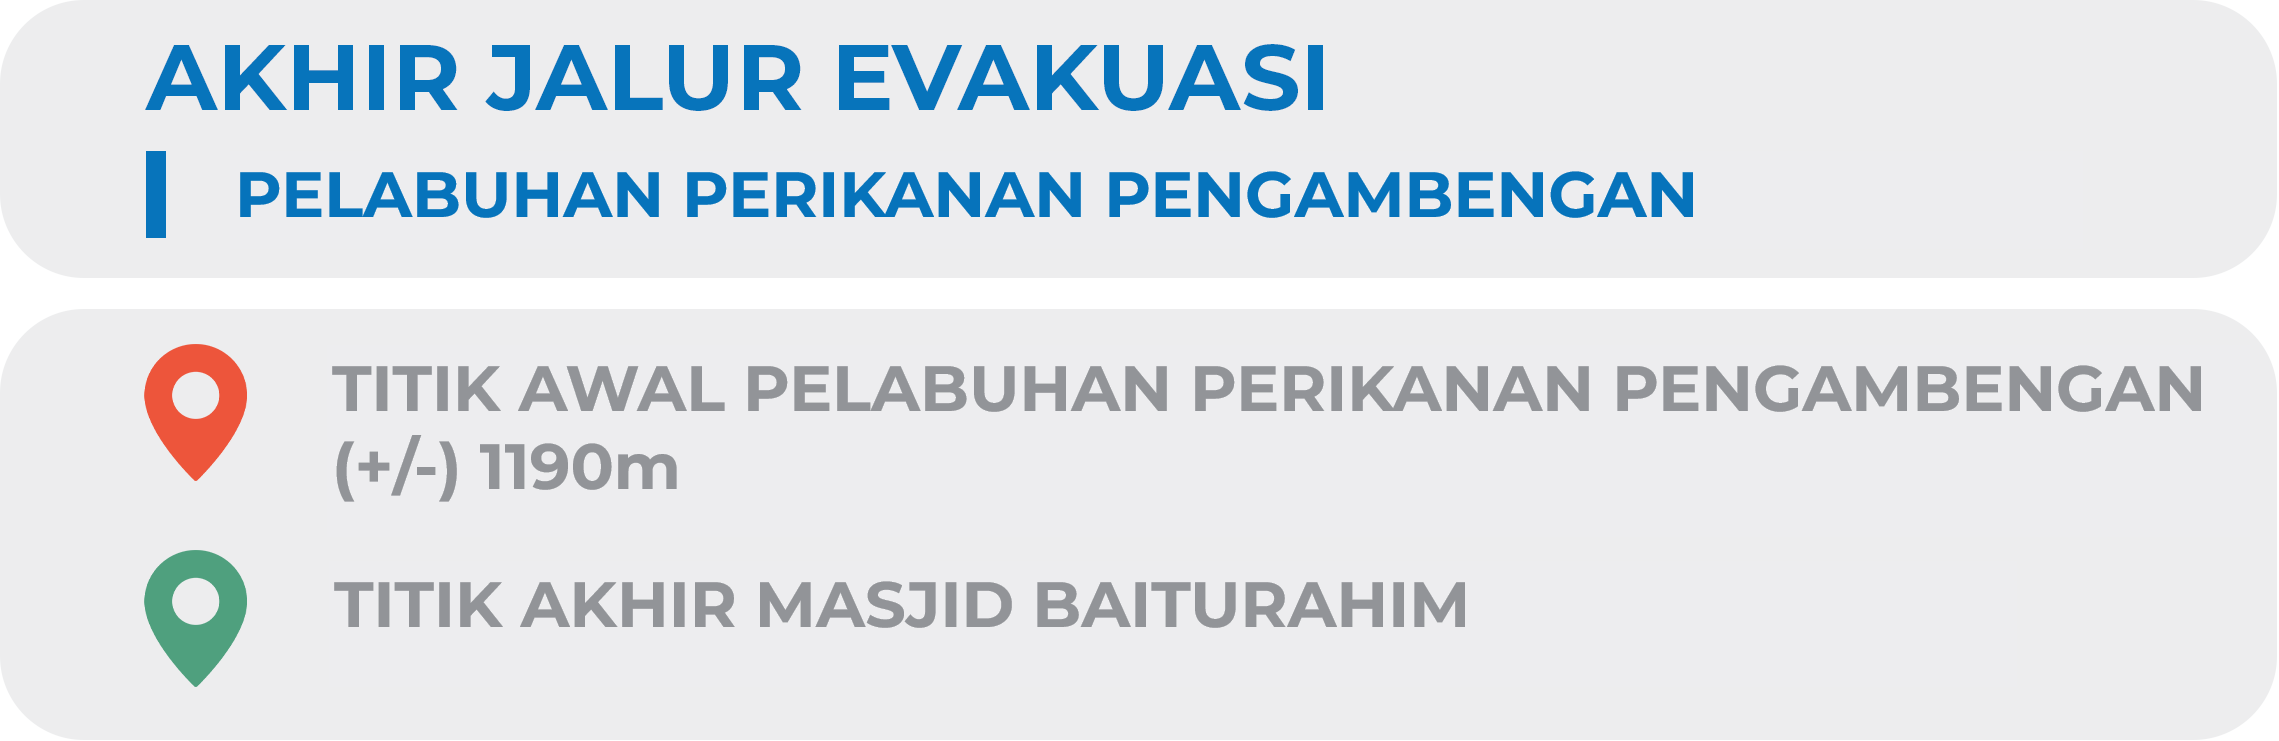 AKHIR JALUR EVAKUASI
PELABUHAN PERIKANAN PENGAMBENGAN
TITIK AWAL PELABUHAN PERIKANAN PENGAMBENGAN
(+/-) 1190m
TITIK AKHIR MASJID BAITURAHIM